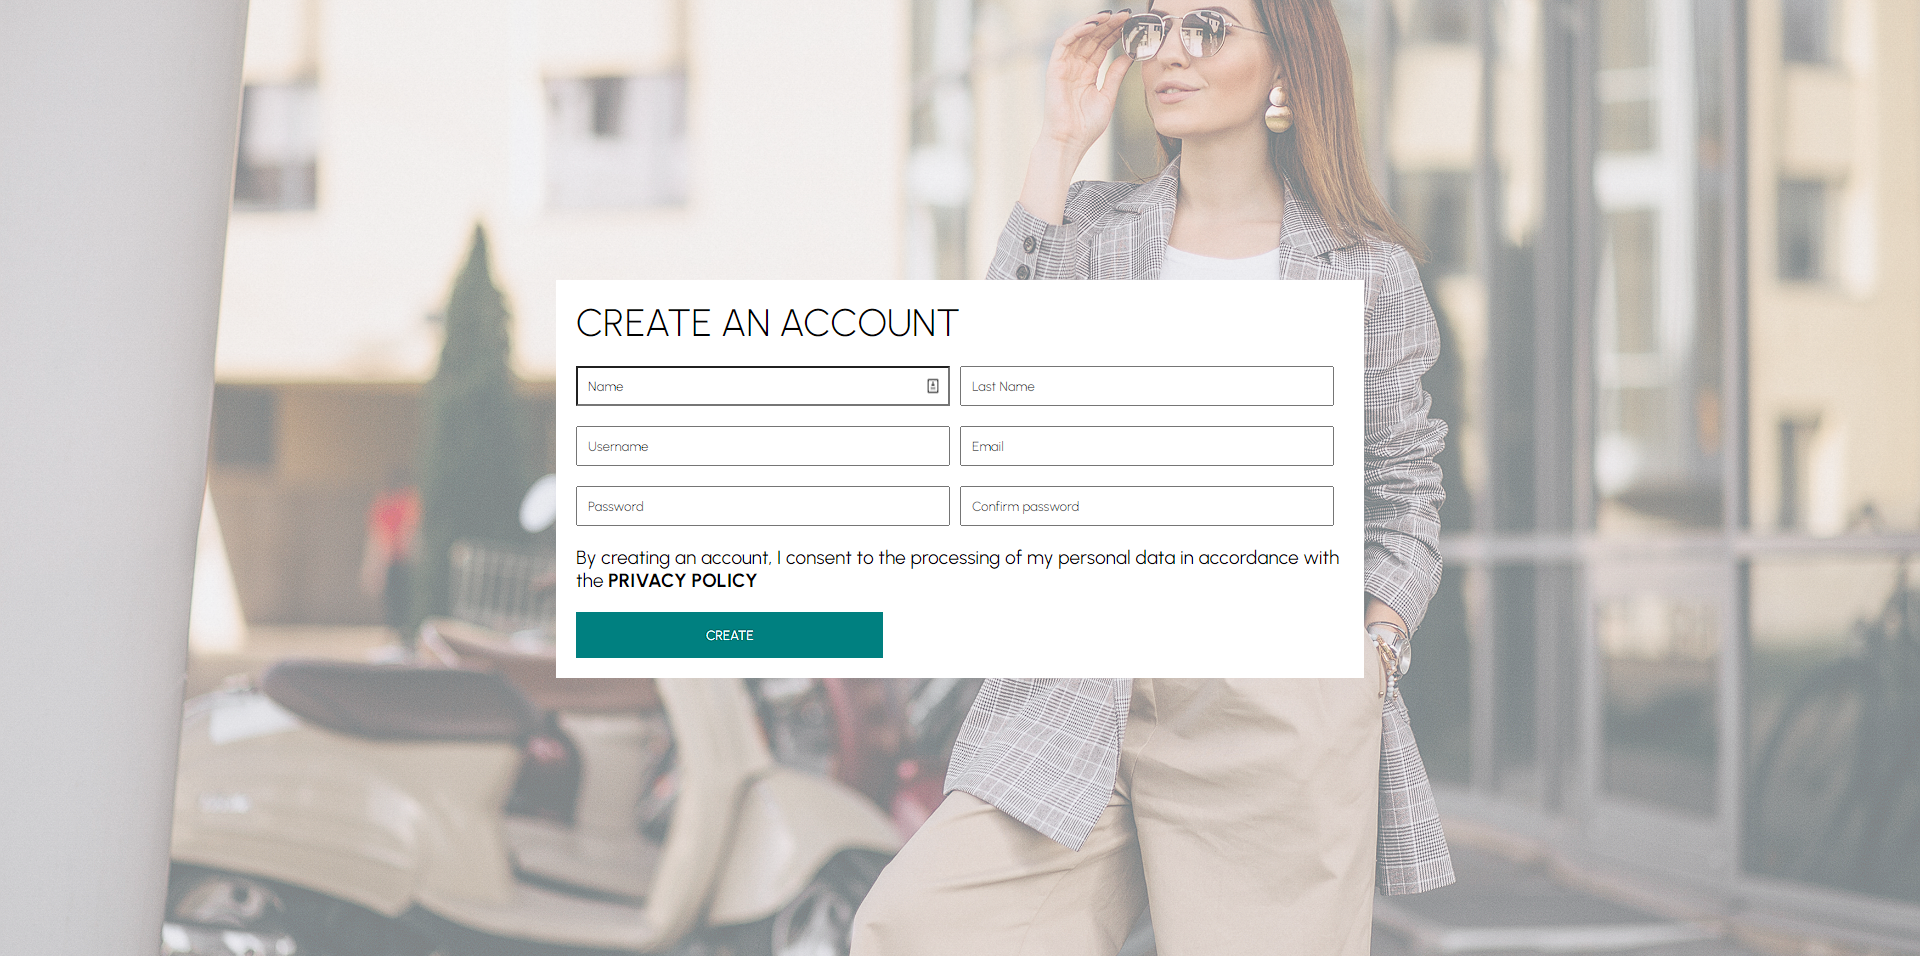 CREATE AN ACCOUNT
Name
Last Name
Username
Email
Password
Confirm password
By creating an account, I consent to the processing of my personal data in accordance with
the PRIVACY POLICY
CREATE